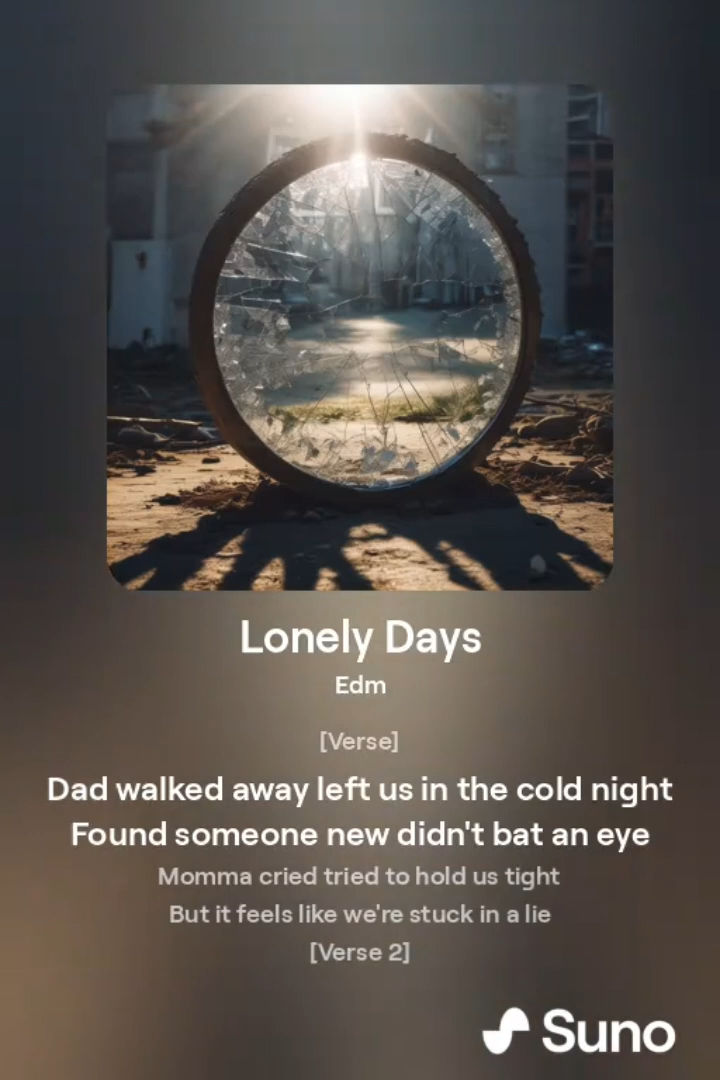 Lonely Days
Edm
[Verse]
Dad walked away left us in the cold night
Found someone new didn't bat an eye
Momma cried tried to hold us tight
But it feels like we're stuck in a lie
[Verse 2]
Suno